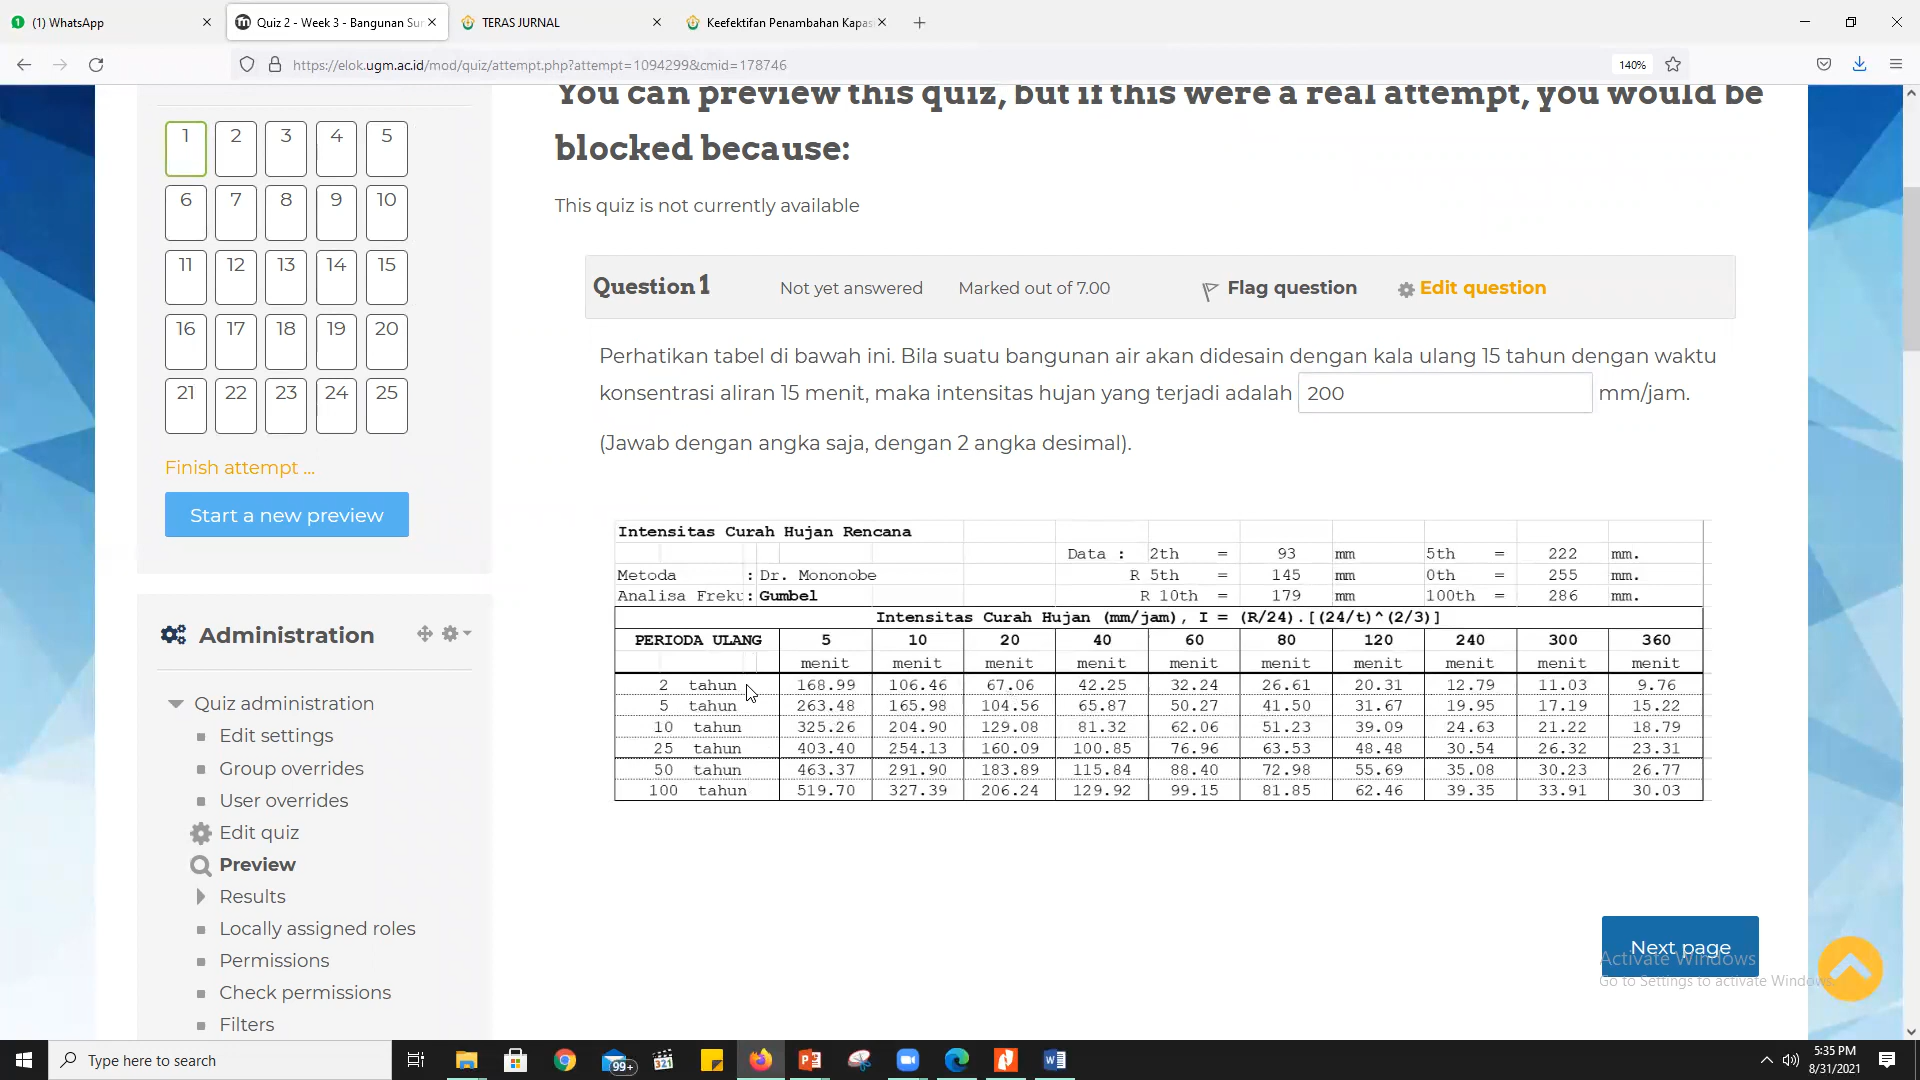 (1) WhatsApp
Quiz 2 - Week 3 - Bangunan Su
TERAS JURNAL
Keefektifan Penambahan Kapas
https://elok.ugm.ac.id/mod/quiz/attempt.php?attempt=1094299&cmid=178746
140%
You can preview this quiz, but if this were a real attempt, you would be
blocked because:
This quiz is not currently available
1 2 3 4 5
6 7 8 9 10
11 12 13 14 15
16 17 18 19 20
21 22 23 24 25
Finish attempt ...
Start a new preview
Question 1 Not yet answered Marked out of 7.00 Flag question Edit question
Perhatikan tabel di bawah ini. Bila suatu bangunan air akan didesain dengan kala ulang 15 tahun dengan waktu
konsentrasi aliran 15 menit, maka intensitas hujan yang terjadi adalah 200 mm/jam.
(Jawab dengan angka saja, dengan 2 angka desimal).
Intensitas Curah Hujan Rencana
Data : 2th = 93 mm 5th = 222 mm.
Metoda : Dr. Mononobe R 5th = 145 mm 0th = 255 mm.
Analisa Freku: Gumbel R 10th = 179 mm 100th = 286 mm.
Intensitas Curah Hujan (mm/jam), I = (R/24).[(24/t)^(2/3)]
PERIODA ULANG 5 10 20 40 60 80 120 240 300 360
menit menit menit menit menit menit menit menit menit menit
2 tahun 168.99 106.46 67.06 42.25 32.24 26.61 20.31 12.79 11.03 9.76
5 tahun 263.48 165.98 104.56 65.87 50.27 41.50 31.67 19.95 17.19 15.22
10 tahun 325.26 204.90 129.08 81.32 62.06 51.23 39.09 24.63 21.22 18.79
25 tahun 403.40 254.13 160.09 100.85 76.96 63.53 48.48 30.54 26.32 23.31
50 tahun 463.37 291.90 183.89 115.84 88.40 72.98 55.69 35.08 30.23 26.77
100 tahun 519.70 327.39 206.24 129.92 99.15 81.85 62.46 39.35 33.91 30.03
Administration
Quiz administration
Edit settings
Group overrides
User overrides
Edit quiz
Preview
Results
Locally assigned roles
Permissions
Check permissions
Filters
Next page
Activate Windows
Go to Settings to activate Windows.
Type here to search
99+
321
5:35 PM
8/31/2021